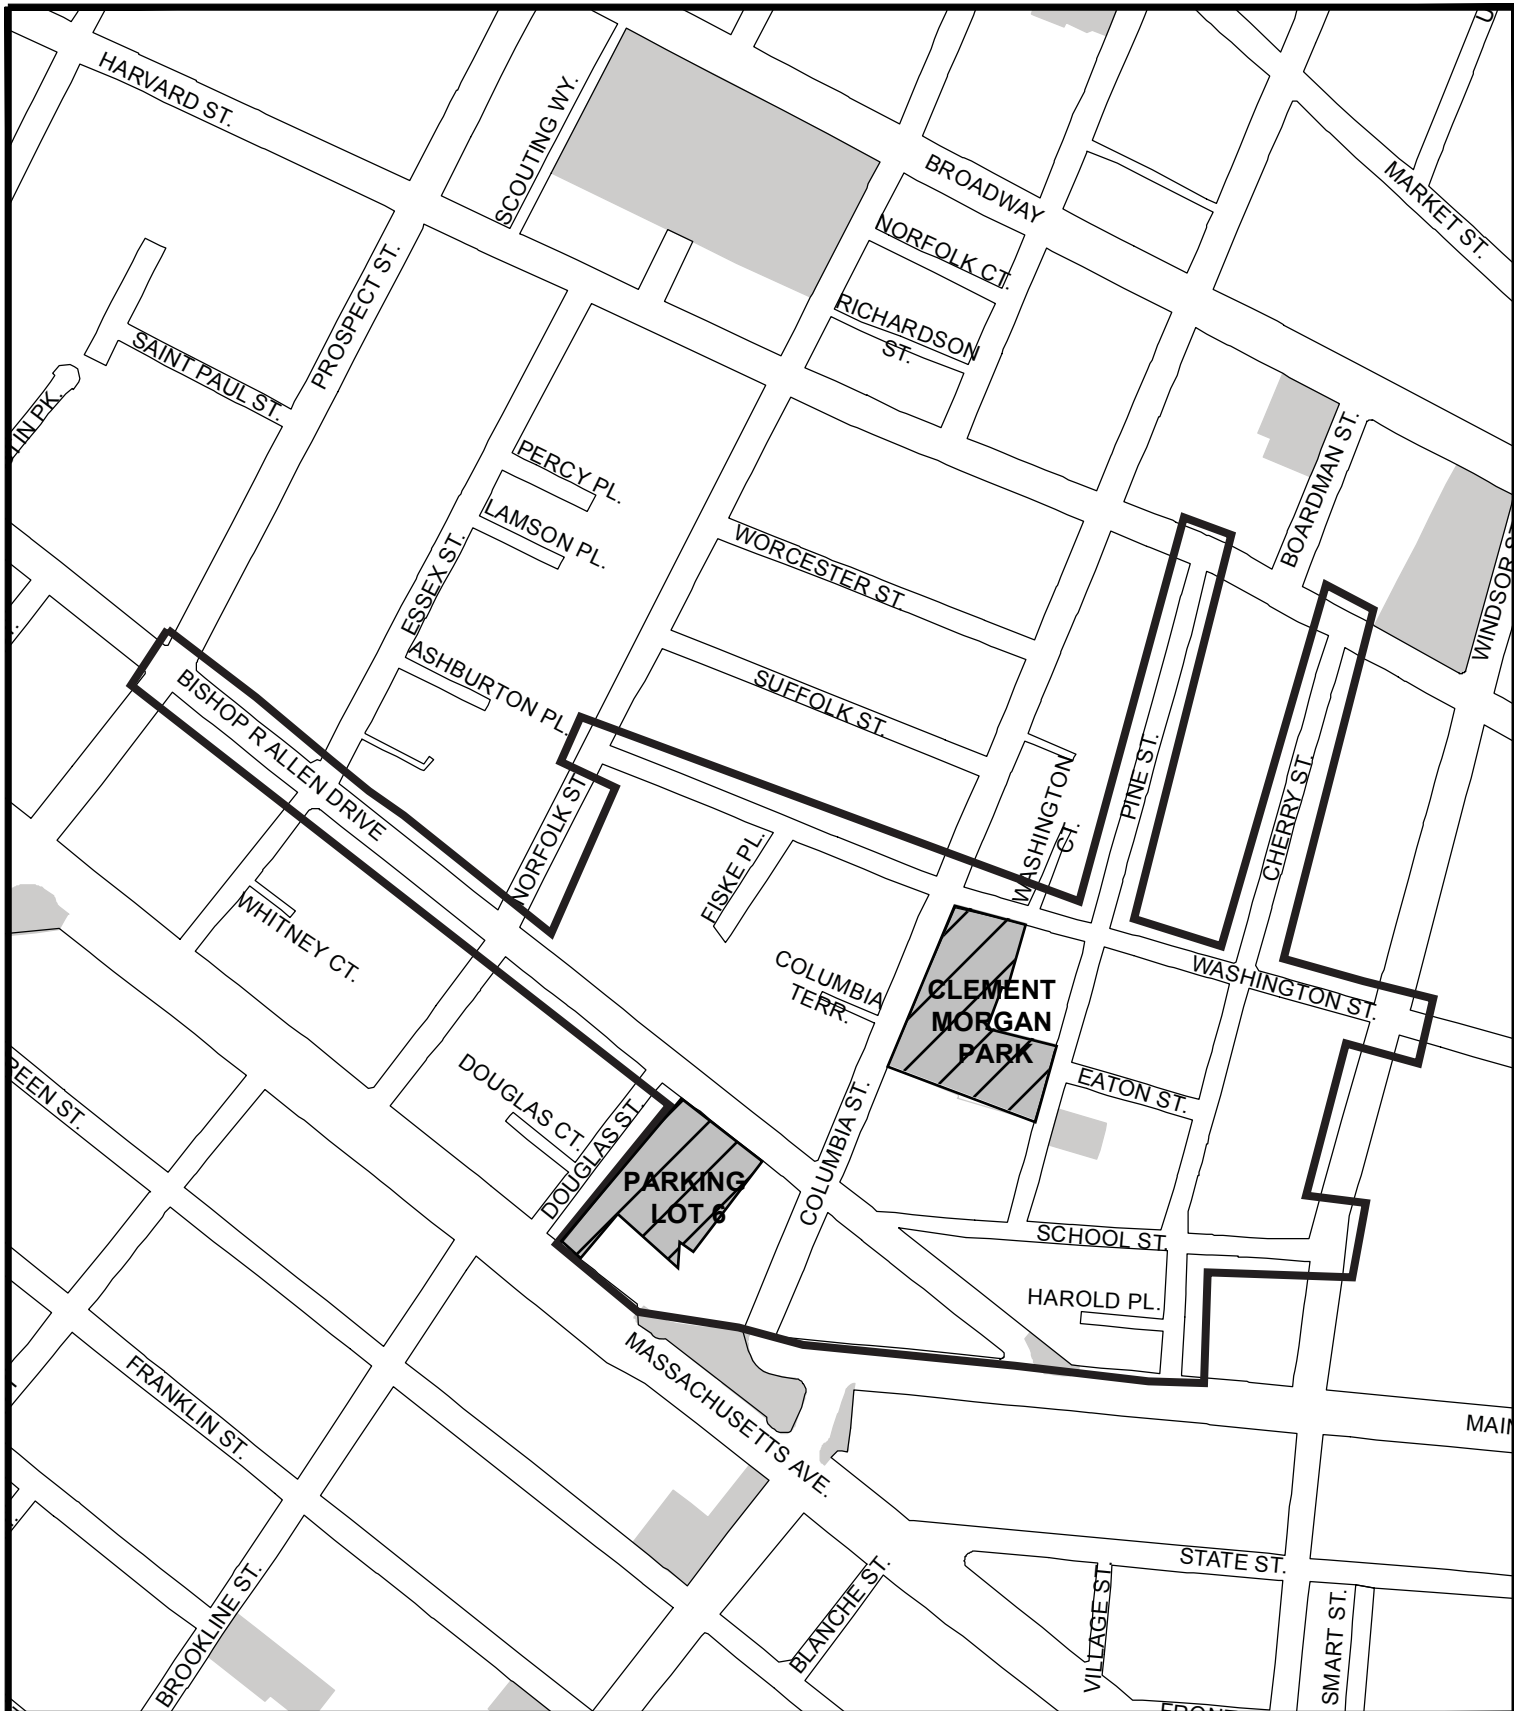 HARVARD ST.
SCOUTING WY.
BROADWAY
MARKET ST.
NORFOLK CT.
RICHARDSON
ST.
PROSPECT ST.
SAINT PAUL ST.
PERCY PL.
LAMSON PL.
ESSEX ST.
WORCESTER ST.
BOARDMAN ST.
WINDSOR
ASHBURTON PL.
SUFFOLK ST.
BISHOP R ALLEN DRIVE
NORFOLK ST.
FISKE PL.
WASHINGTON
CT.
PINE ST.
CHERRY ST.
WHITNEY CT.
COLUMBIA
TERR.
CLEMENT
MORGAN
PARK
WASHINGTON ST.
DOUGLAS CT.
DOUGLAS ST.
EATON ST.
COLUMBIA ST.
PARKING
LOT 6
SCHOOL ST.
HAROLD PL.
MASSACHUSETTS AVE.
FRANKLIN ST.
MAIN
STATE ST.
BROOKLINE ST.
BLANCHE ST.
VILLAGE ST.
SMART ST.